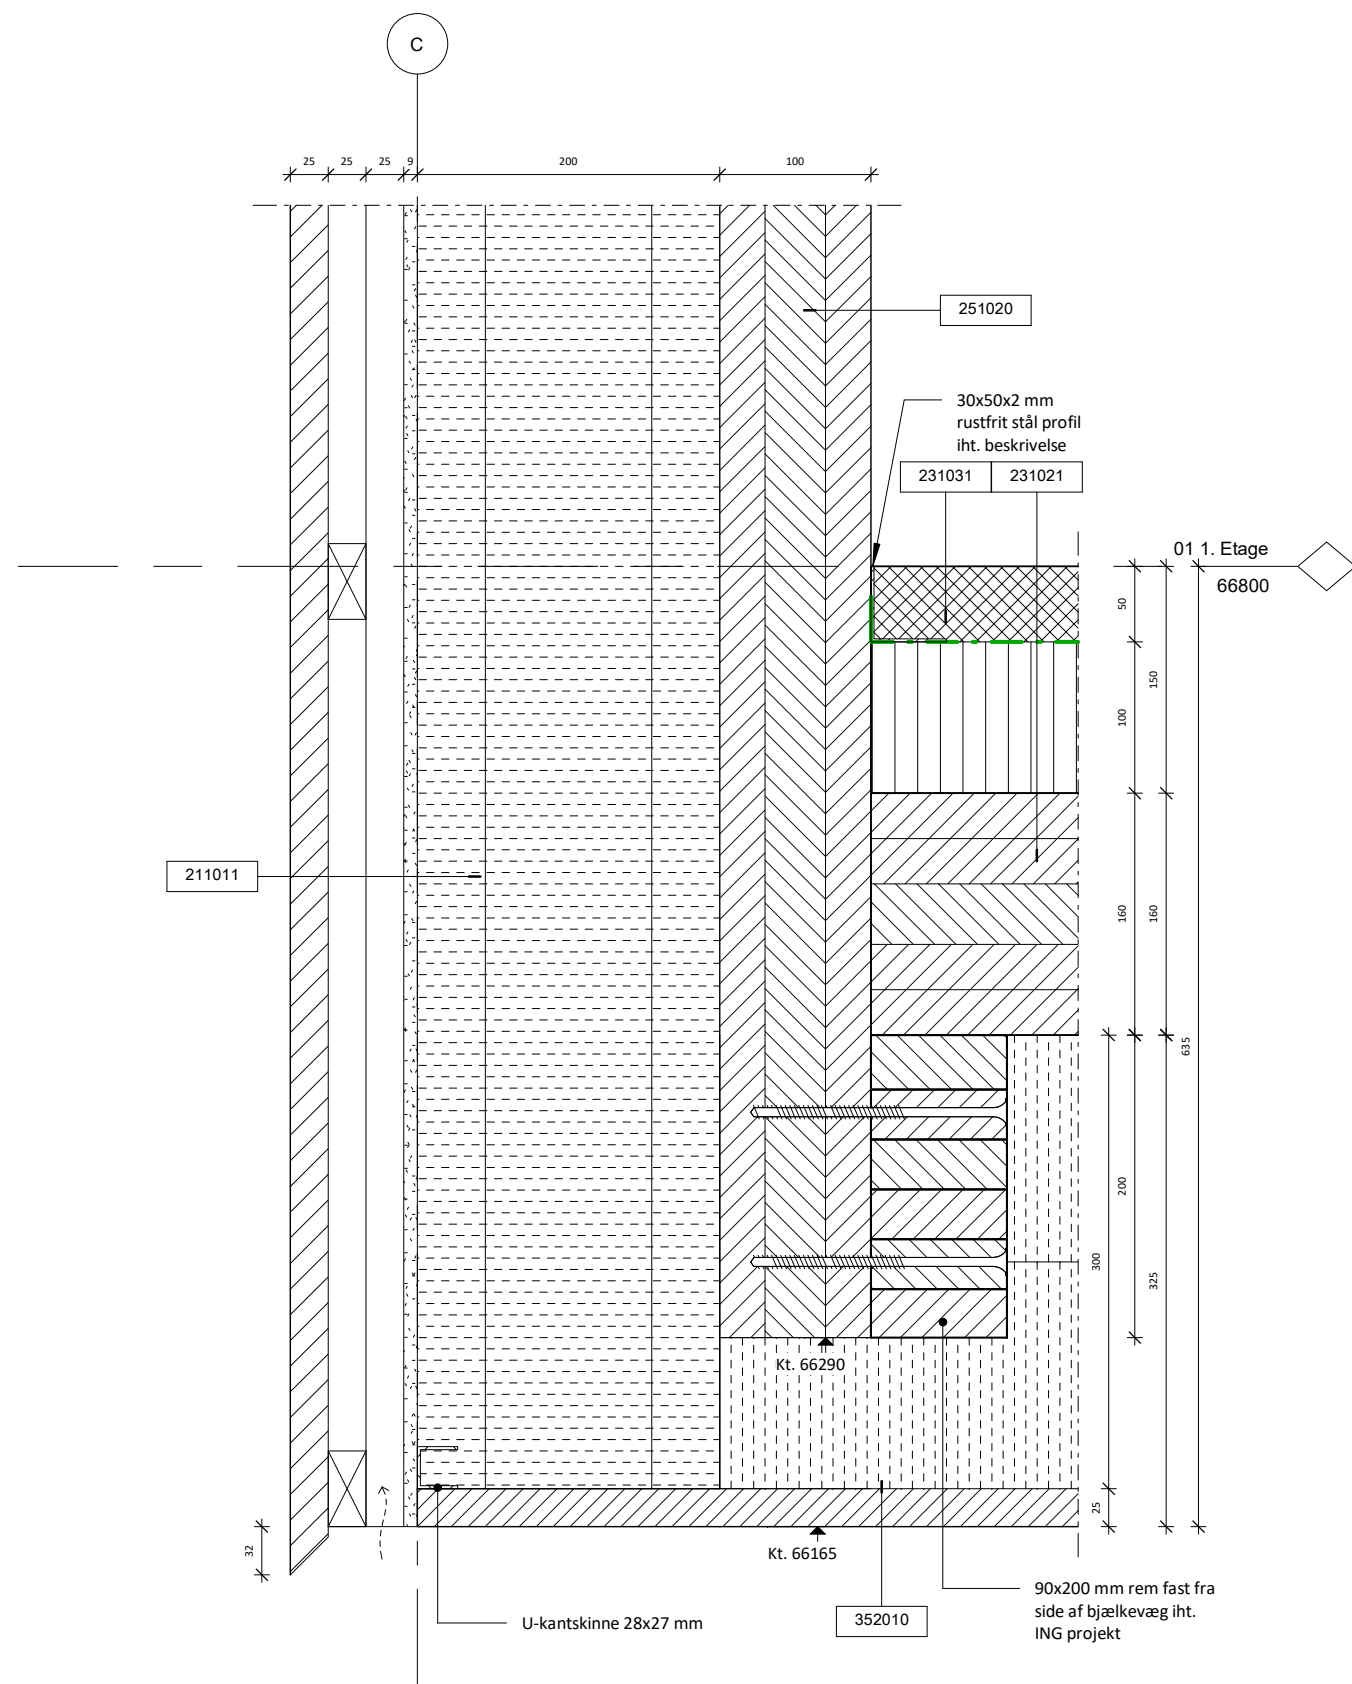 C
25
25
25
9
200
100
251020
30x50x2 mm
rustfrit stål profil
iht. beskrivelse
231031
231021
01 1. Etage
66800
50
150
100
211011
160
160
635
200
300
325
Kt. 66290
25
32
Kt. 66165
90x200 mm rem fast fra
side af bjælkevæg iht.
ING projekt
352010
U-kantskinne 28x27 mm